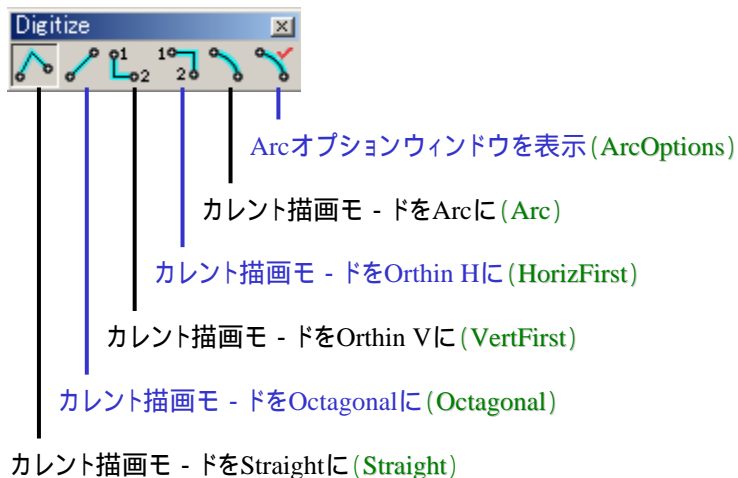 Digitize
1
2
1
2
Arcオプションウィンドウを表示(ArcOptions)
カレント描画モ - ドをArcに(Arc)
カレント描画モ - ドをOrthin Hに(HorizFirst)
カレント描画モ - ドをOrthin Vに(VertFirst)
カレント描画モ - ドをOctagonalに(Octagonal)
カレント描画モ - ドをStraightに(Straight)